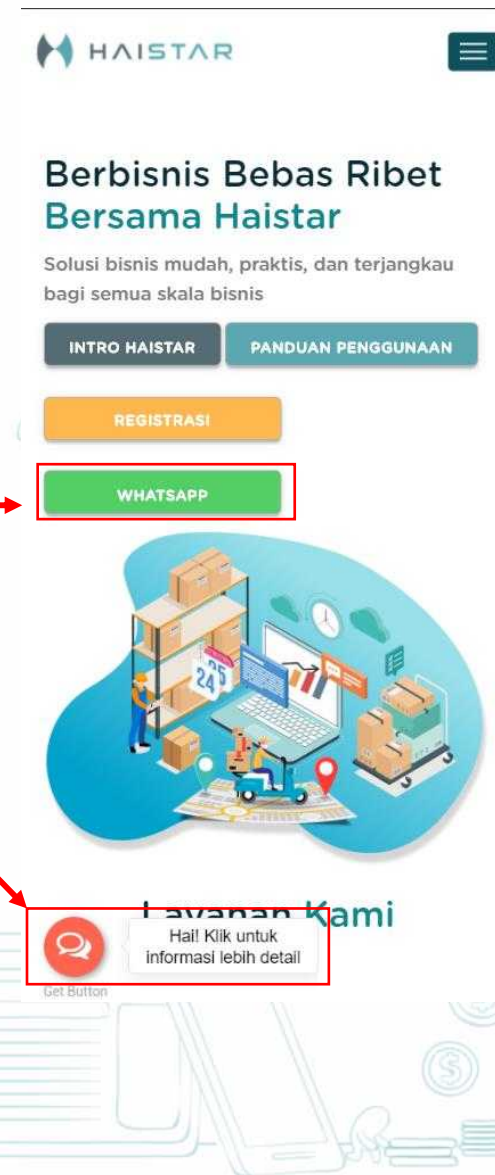 HAISTAR
Berbisnis Bebas Ribet
Bersama Haistar
Solusi bisnis mudah, praktis, dan terjangkau
bagi semua skala bisnis
INTRO HAISTAR
PANDUAN PENGGUNAAN
REGISTRASI
WHATSAPP
25
24
Layanan Kami
Hai! Klik untuk
informasi lebih detail
Get Button